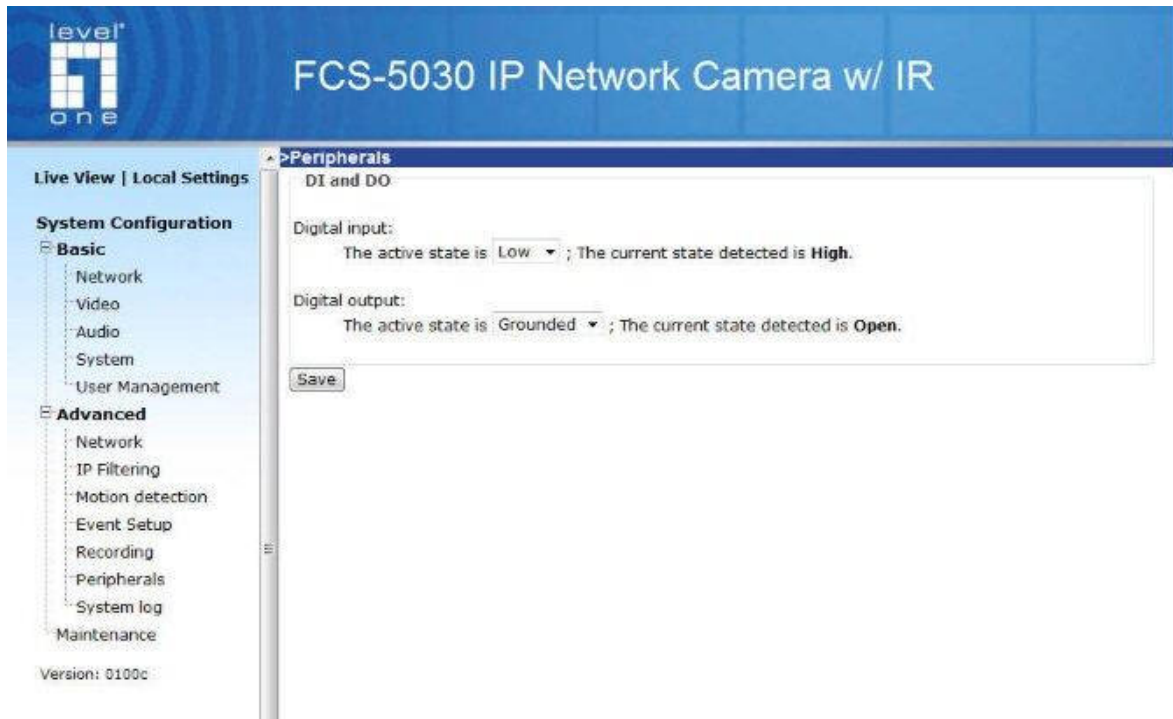 level
one
FCS-5030 IP Network Camera w/ IR
Live View | Local Settings
System Configuration
Basic
Network
Video
Audio
System
User Management
Advanced
Network
IP Filtering
Motion detection
Event Setup
Recording
Peripherals
System log
Maintenance
Version: 0100c
>Peripherals
DI and DO
Digital input:
The active state is Low ; The current state detected is High.
Digital output:
The active state is Grounded ; The current state detected is Open.
Save